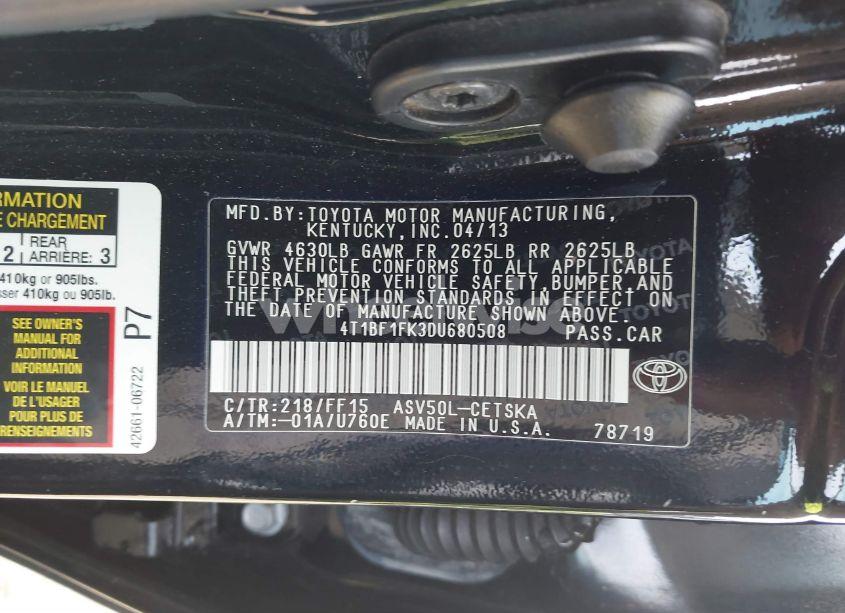 ORMATION
E CHARGEMENT
2 REAR
ARRIÈRE: 3
410kg or 905lbs.
sser 410kg ou 905lb.
SEE OWNER'S
MANUAL FOR
ADDITIONAL
INFORMATION
VOIR LE MANUEL
DE L'USAGER
POUR PLUS DE
RENSEIGNEMENTS
P7
42661-06722
MFD.BY:TOYOTA MOTOR MANUFACTURING,
KENTUCKY,INC.04/13
GVWR 4630LB GAWR FR 2625LB RR 2625LB
THIS VEHICLE CONFORMS TO ALL APPLICABLE
FEDERAL MOTOR VEHICLE SAFETY,BUMPER,AND
THEFT PREVENTION STANDARDS IN EFFECT ON
THE DATE OF MANUFACTURE SHOWN ABOVE.
4T1BF1FK3DU680508 PASS.CAR
C/TR:218/FF15 ASV50L-CETSKA
A/TM:-01A/U760E MADE IN U.S.A. 78719